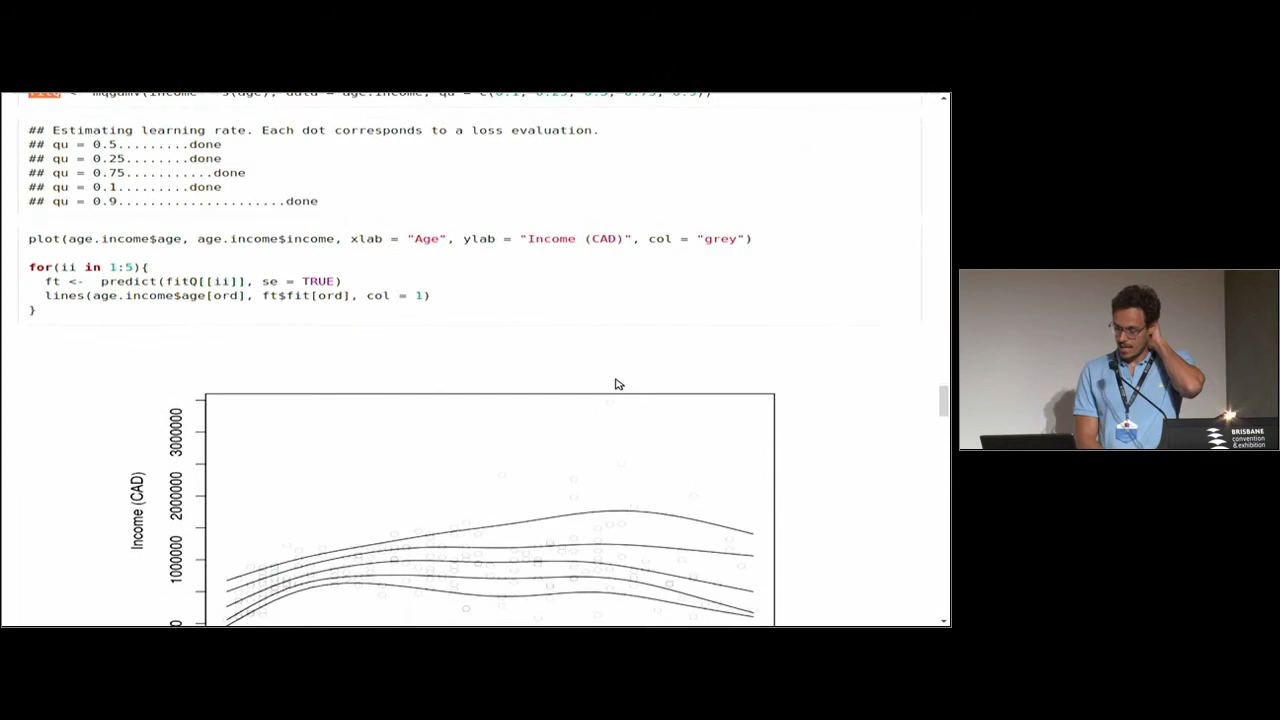 ## Estimating learning rate. Each dot corresponds to a loss evaluation.
## qu = 0.5.........done
## qu = 0.25........done
## qu = 0.75...........done
## qu = 0.1.........done
## qu = 0.9.....................done
plot(age.income$age, age.income$income, xlab = "Age", ylab = "Income (CAD)", col = "grey")
for(ii in 1:5){
ft <- predict(fitQ[[ii]], se = TRUE)
lines(age.income$age[ord], ft$fit[ord], col = 1)
}
Income (CAD)
3000000
2000000
1000000
0
BRISBANE
convention
& exhibition